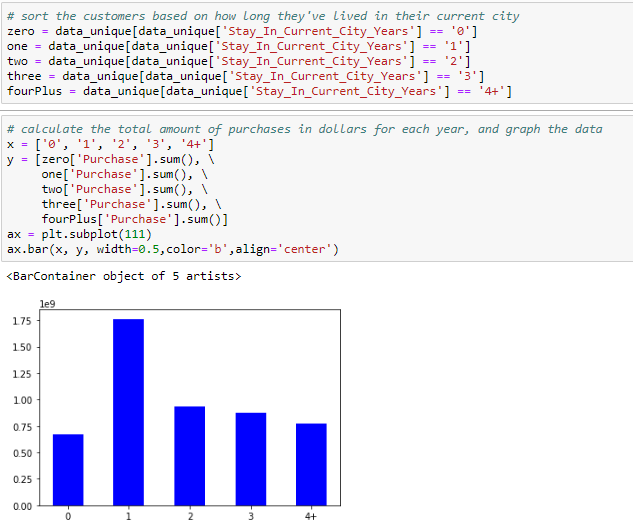 # sort the customers based on how long they've lived in their current city
zero = data_unique[data_unique['Stay_In_Current_City_Years'] == '0']
one = data_unique[data_unique['Stay_In_Current_City_Years'] == '1']
two = data_unique[data_unique['Stay_In_Current_City_Years'] == '2']
three = data_unique[data_unique['Stay_In_Current_City_Years'] == '3']
fourPlus = data_unique[data_unique['Stay_In_Current_City_Years'] == '4+']
# calculate the total amount of purchases in dollars for each year, and graph the data
x = ['0', '1', '2', '3', '4+']
y = [zero['Purchase'].sum(), \
one['Purchase'].sum(), \
two['Purchase'].sum(), \
three['Purchase'].sum(), \
fourPlus['Purchase'].sum()]
ax = plt.subplot(111)
ax.bar(x, y, width=0.5,color='b',align='center')
<BarContainer object of 5 artists>
1e9
1.75
1.50
1.25
1.00
0.75
0.50
0.25
0.00
0 1 2 3 4+